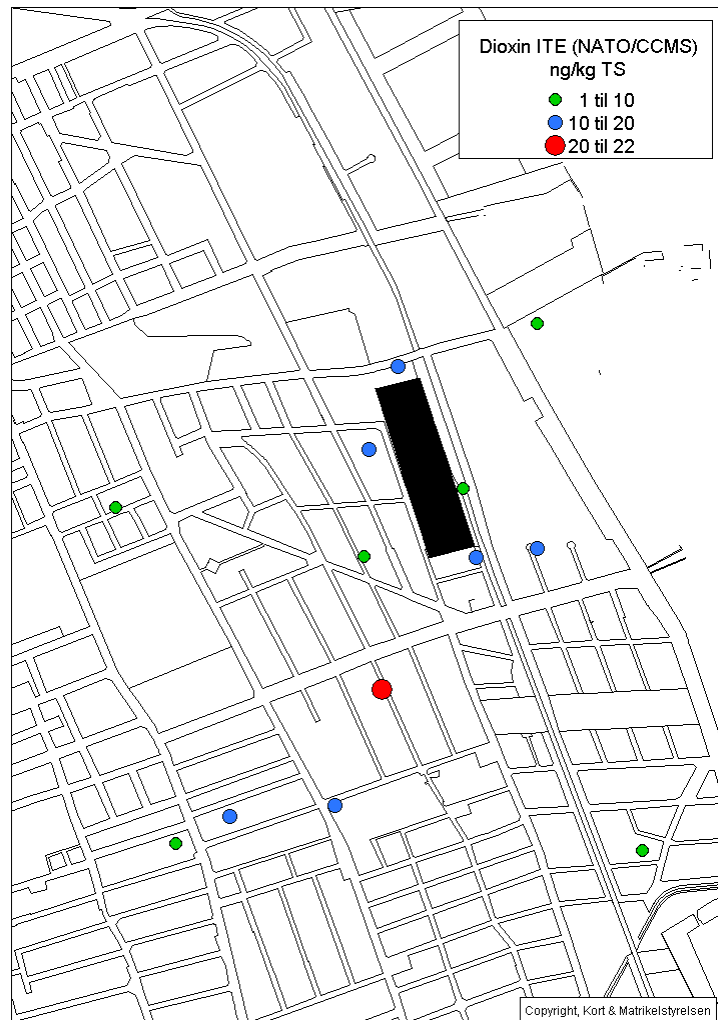 Dioxin ITE (NATO/CCMS)
ng/kg TS
1 til 10
10 til 20
20 til 22
Copyright, Kort & Matrikelstyrelsen